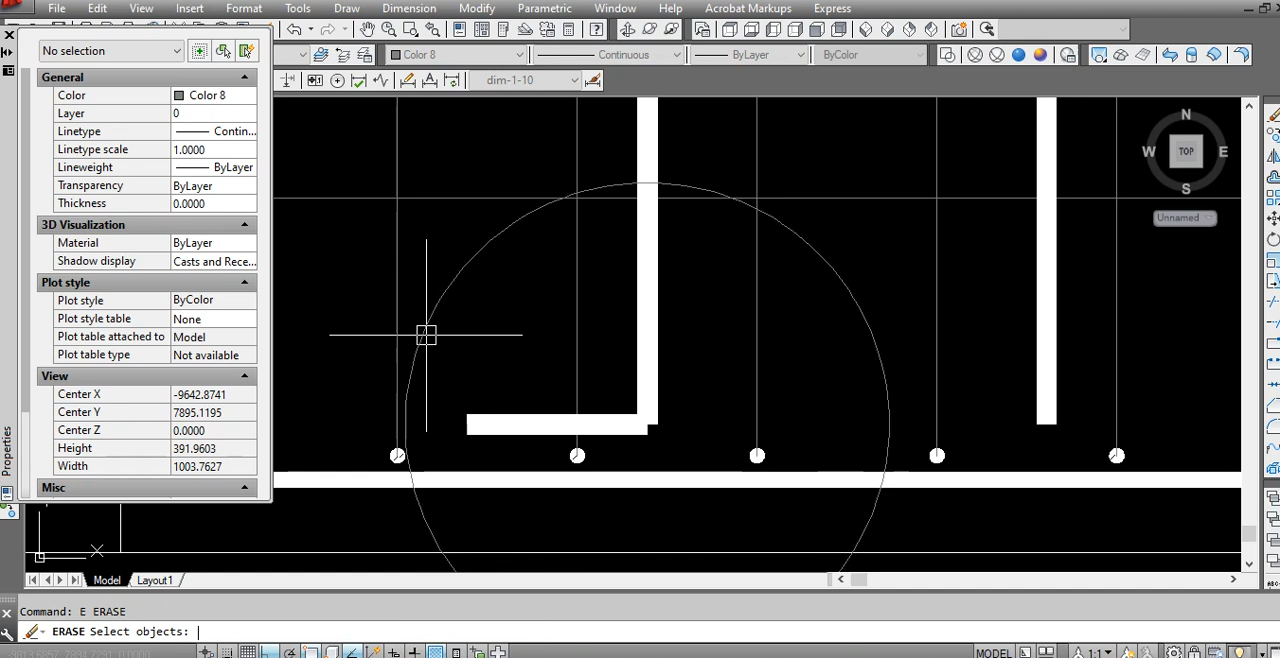 Edit View Insert Format Tools Draw Dimension Modify Parametric Window Help Acrobat Markups Express
No selection
Color 8 Continuous ByLayer ByColor
dim-1-10
General
Color Color 8
Layer 0
Linetype Contin...
Linetype scale 1.0000
Lineweight ByLayer
Transparency ByLayer
Thickness 0.0000
3D Visualization
Material ByLayer
Shadow display Casts and Rece...
Plot style
Plot style ByColor
Plot style table None
Plot table attached to Model
Plot table type Not available
View
Center X -9642.8741
Center Y 7895.1195
Center Z 0.0000
Height 391.9603
Width 1003.7627
Misc
Properties
N
W TOP E
S
Unnamed
Model Layout1
Command: E ERASE
ERASE Select objects:
MODEL 1:1